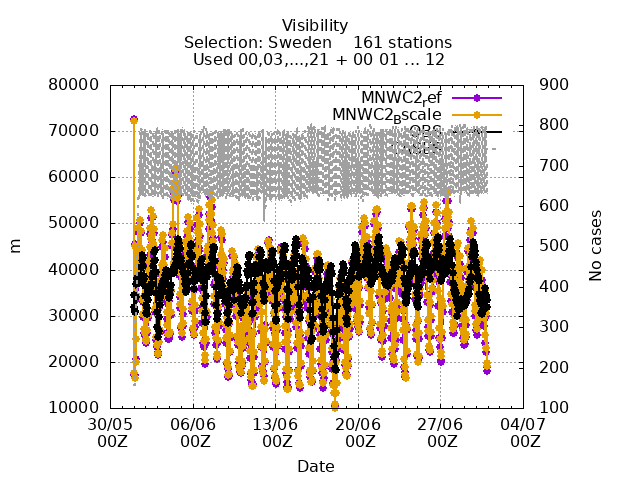 Visibility
Selection: Sweden 161 stations
Used 00,03,...,21 + 00 01 ... 12
80000
70000
60000
50000
40000
30000
20000
10000
m
900
800
700
600
500
400
300
200
100
No cases
MNWC2ref
MNWC2Bscale
OBS
30/05 06/06 13/06 20/06 27/06 04/07
00Z 00Z 00Z 00Z 00Z 00Z
Date